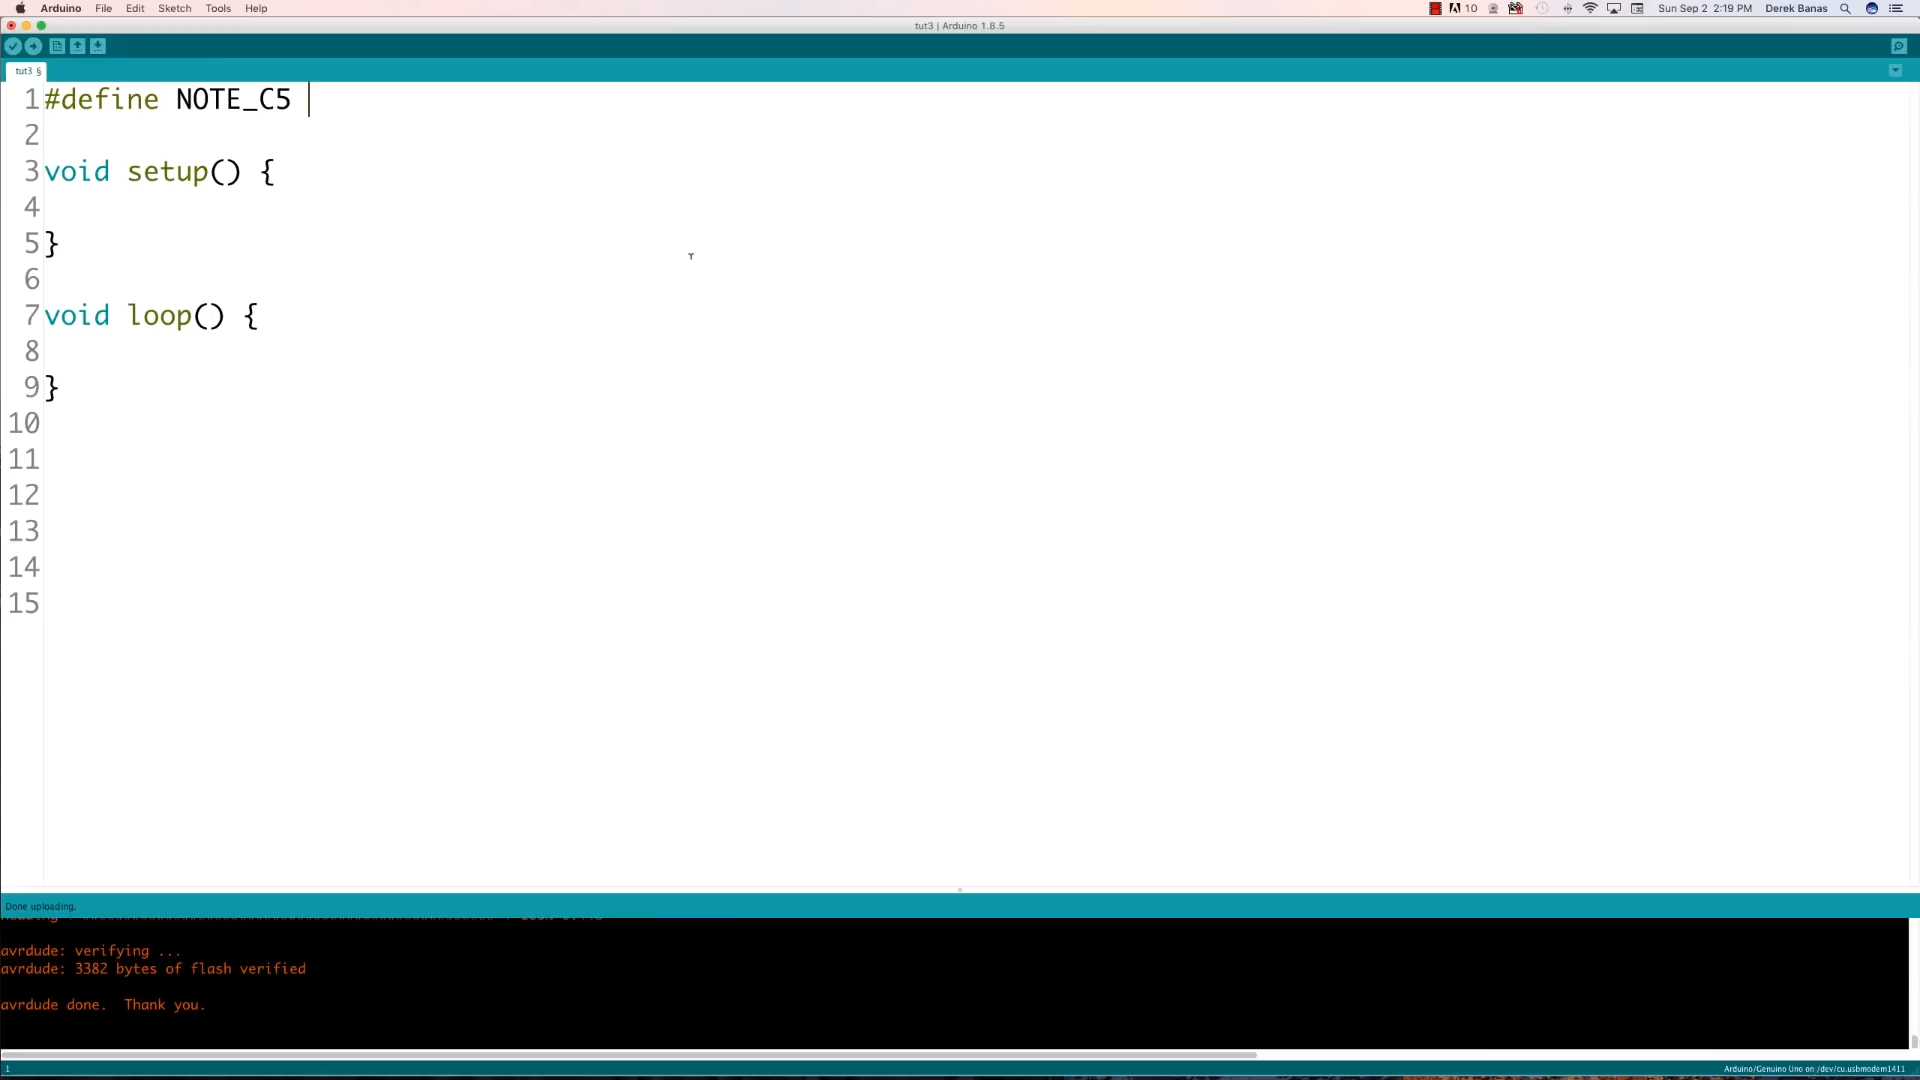 Arduino File Edit Sketch Tools Help 10 Sun Sep 2 2:19 PM Derek Banas
tut3 | Arduino 1.8.5
tut3 §
1 #define NOTE_C5
2
3 void setup() {
4
5 }
6
7 void loop() {
8
9 }
10
11
12
13
14
15
Done uploading.
avrdude: verifying ...
avrdude: 3382 bytes of flash verified
avrdude done.  Thank you.
1 Arduino/Genuino Uno on /dev/cu.usbmodem1411